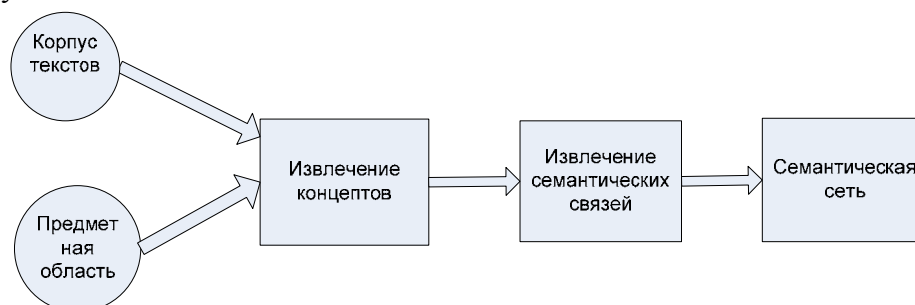 Корпус
текстов
Извлечение
концептов
Извлечение
семантических
связей
Семантическая
сеть
Предмет
ная
область